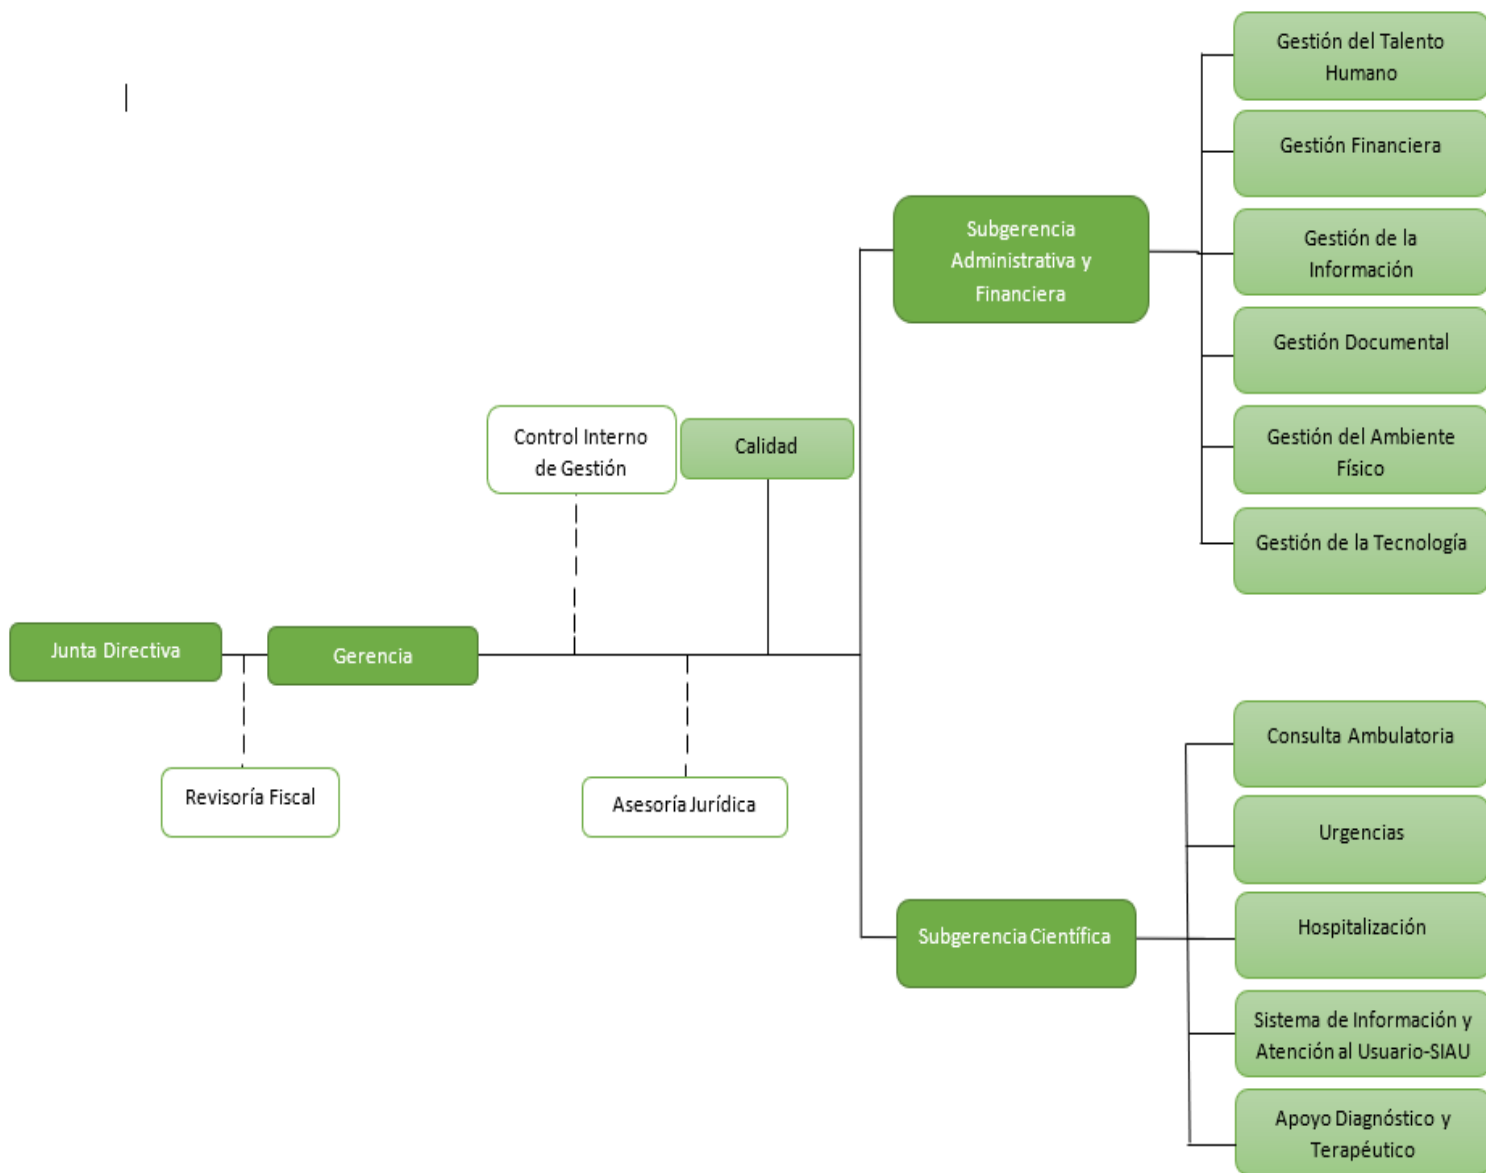 Gestión del Talento
Humano
Gestión Financiera
Gestión de la
Información
Gestión Documental
Gestión del Ambiente
Físico
Gestión de la Tecnología
Subgerencia
Administrativa y
Financiera
Control Interno
de Gestión
Calidad
Junta Directiva
Gerencia
Revisoría Fiscal
Asesoría Jurídica
Subgerencia Científica
Consulta Ambulatoria
Urgencias
Hospitalización
Sistema de Información y
Atención al Usuario-SIAU
Apoyo Diagnóstico y
Terapéutico